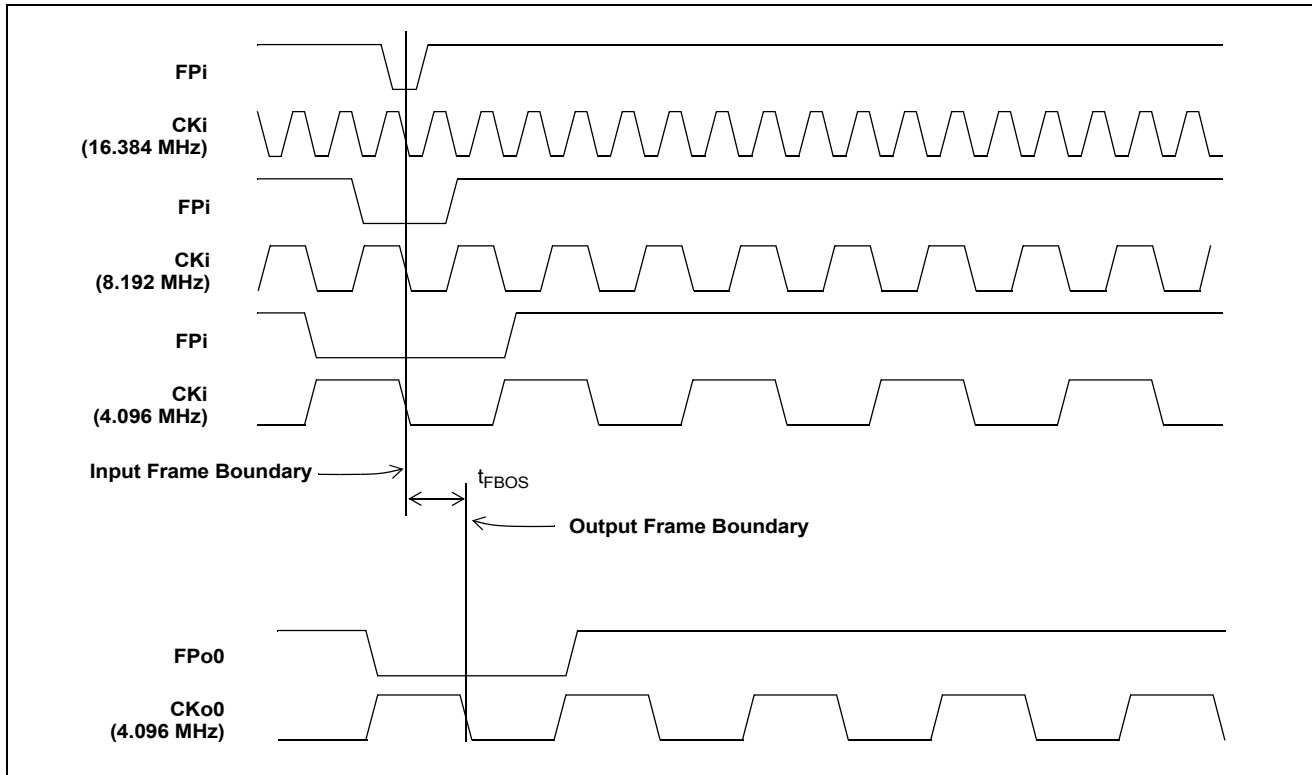 FPi
CKi
(16.384 MHz)
FPi
CKi
(8.192 MHz)
FPi
CKi
(4.096 MHz)
Input Frame Boundary
tFBOS
Output Frame Boundary
FPo0
CKo0
(4.096 MHz)